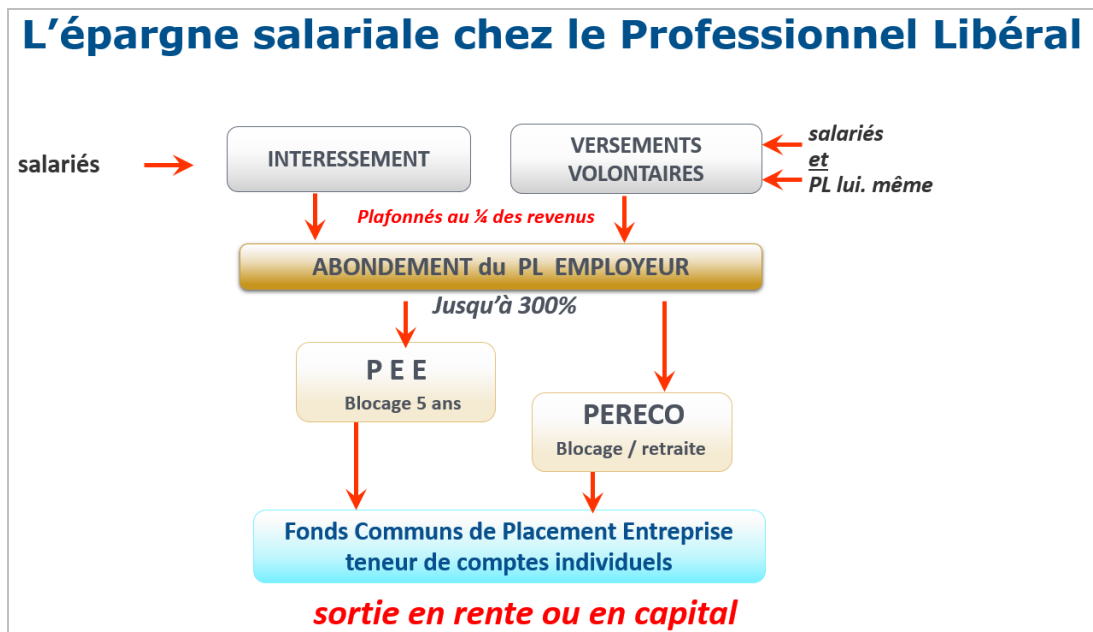 L'épargne salariale chez le Professionnel Libéral
salariés
INTERESSEMENT
VERSEMENTS
VOLONTAIRES
salariés
et
PL lui. même
Plafonnés au ¼ des revenus
ABONDEMENT du PL EMPLOYEUR
Jusqu'à 300%
P E E
Blocage 5 ans
PERECO
Blocage / retraite
Fonds Communs de Placement Entreprise
teneur de comptes individuels
sortie en rente ou en capital